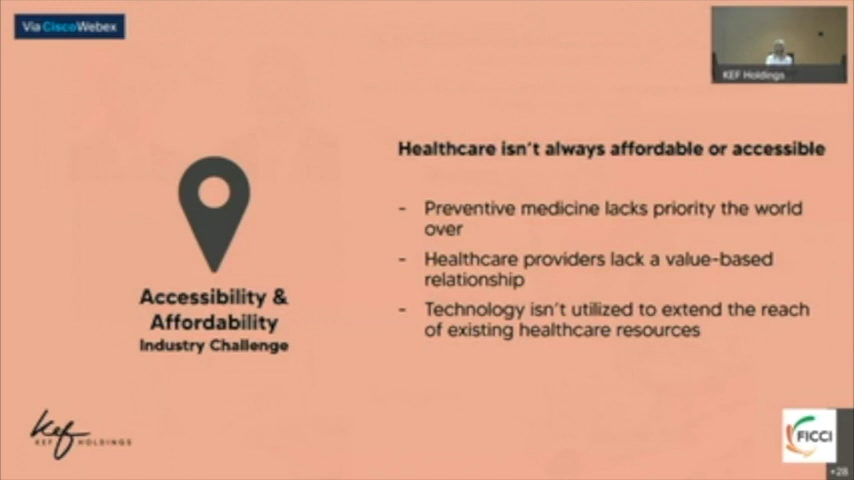 Via Cisco Webex
KEF Holdings
Healthcare isn't always affordable or accessible
- Preventive medicine lacks priority the world
over
- Healthcare providers lack a value-based
relationship
- Technology isn't utilized to extend the reach
of existing healthcare resources
Accessibility &
Affordability
Industry Challenge
kef
KEF HOLDINGS
FICCI
+28